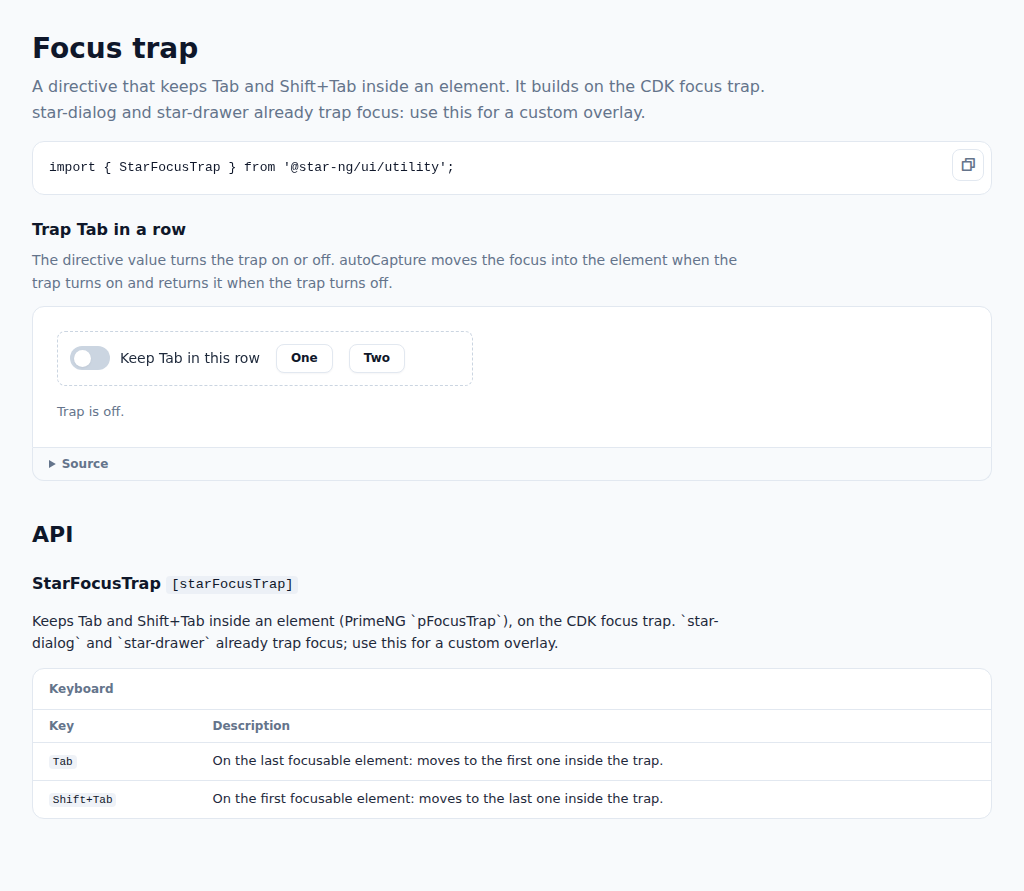 Focus trap
A directive that keeps Tab and Shift+Tab inside an element. It builds on the CDK focus trap.
star-dialog and star-drawer already trap focus: use this for a custom overlay.
import { StarFocusTrap } from '@star-ng/ui/utility';
Trap Tab in a row
The directive value turns the trap on or off. autoCapture moves the focus into the element when the
trap turns on and returns it when the trap turns off.
Keep Tab in this row One Two
Trap is off.
Source
API
StarFocusTrap [starFocusTrap]
Keeps Tab and Shift+Tab inside an element (PrimeNG `pFocusTrap`), on the CDK focus trap. `star-
dialog` and `star-drawer` already trap focus; use this for a custom overlay.
Keyboard
Key Description
Tab On the last focusable element: moves to the first one inside the trap.
Shift+Tab On the first focusable element: moves to the last one inside the trap.